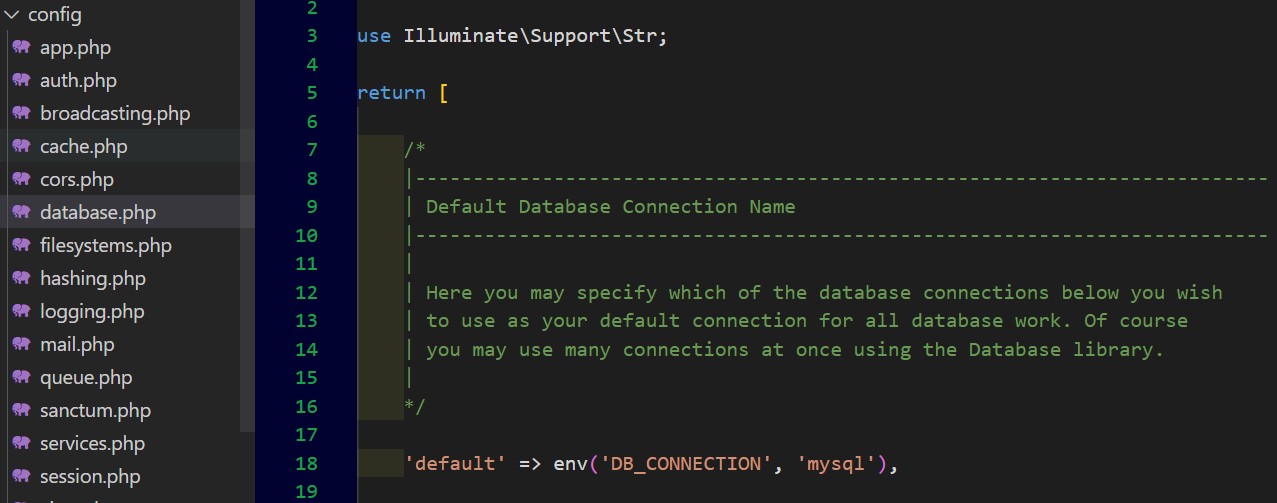 config
app.php
auth.php
broadcasting.php
cache.php
cors.php
database.php
filesystems.php
hashing.php
logging.php
mail.php
queue.php
sanctum.php
services.php
session.php
2
3 use Illuminate\Support\Str;
4
5 return [
6
7 /*
8 |--------------------------------------------------------------------------
9 | Default Database Connection Name
10 |--------------------------------------------------------------------------
11 |
12 | Here you may specify which of the database connections below you wish
13 | to use as your default connection for all database work. Of course
14 | you may use many connections at once using the Database library.
15 |
16 */
17
18 'default' => env('DB_CONNECTION', 'mysql'),
19